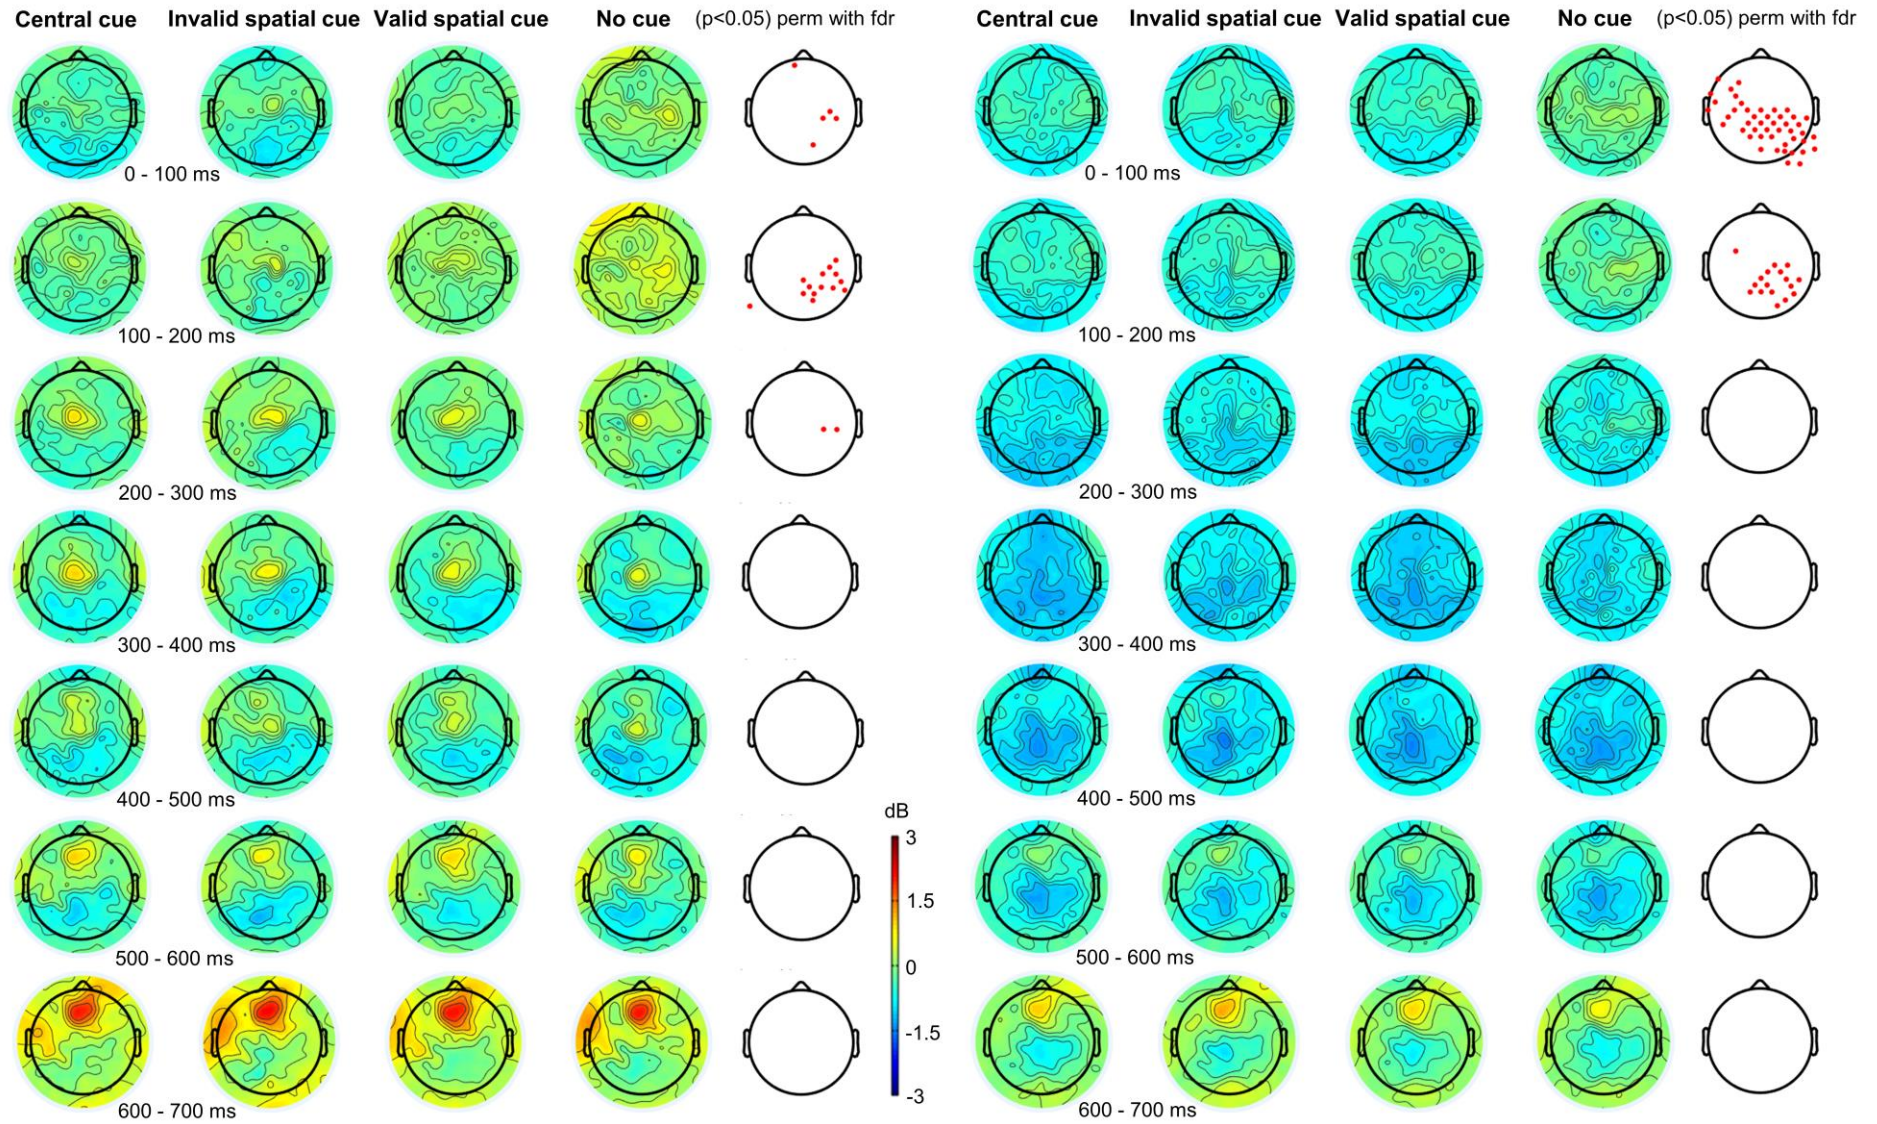 Central cue Invalid spatial cue Valid spatial cue No cue (p<0.05) perm with fdr Central cue Invalid spatial cue Valid spatial cue No cue (p<0.05) perm with fdr
0 - 100 ms 0 - 100 ms
100 - 200 ms 100 - 200 ms
200 - 300 ms 200 - 300 ms
300 - 400 ms 300 - 400 ms
400 - 500 ms 400 - 500 ms
dB
3
1.5
500 - 600 ms 500 - 600 ms
0
-1.5
-3
600 - 700 ms 600 - 700 ms